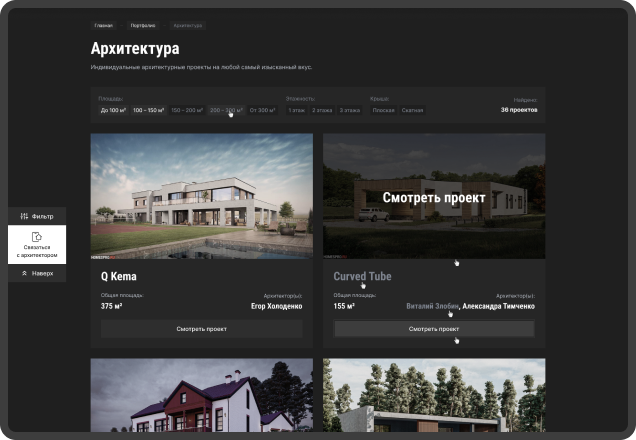 Главная
Портфолио
Архитектура
Архитектура
Индивидуальные архитектурные проекты на любой самый изысканный вкус.
Площадь:
До 100 м²
100 – 150 м²
150 – 200 м²
200 – 300 м²
От 300 м²
Этажность:
1 этаж
2 этажа
3 этажа
Крыша:
Плоская
Скатная
Найдено:
36 проектов
Фильтр
Связаться
с архитектором
Наверх
Q Kema
Общая площадь:
375 м²
Архитектор(ы):
Егор Холоденко
Смотреть проект
Смотреть проект
Curved Tube
Общая площадь:
155 м²
Архитектор(ы):
Виталий Злобин, Александра Тимченко
Смотреть проект